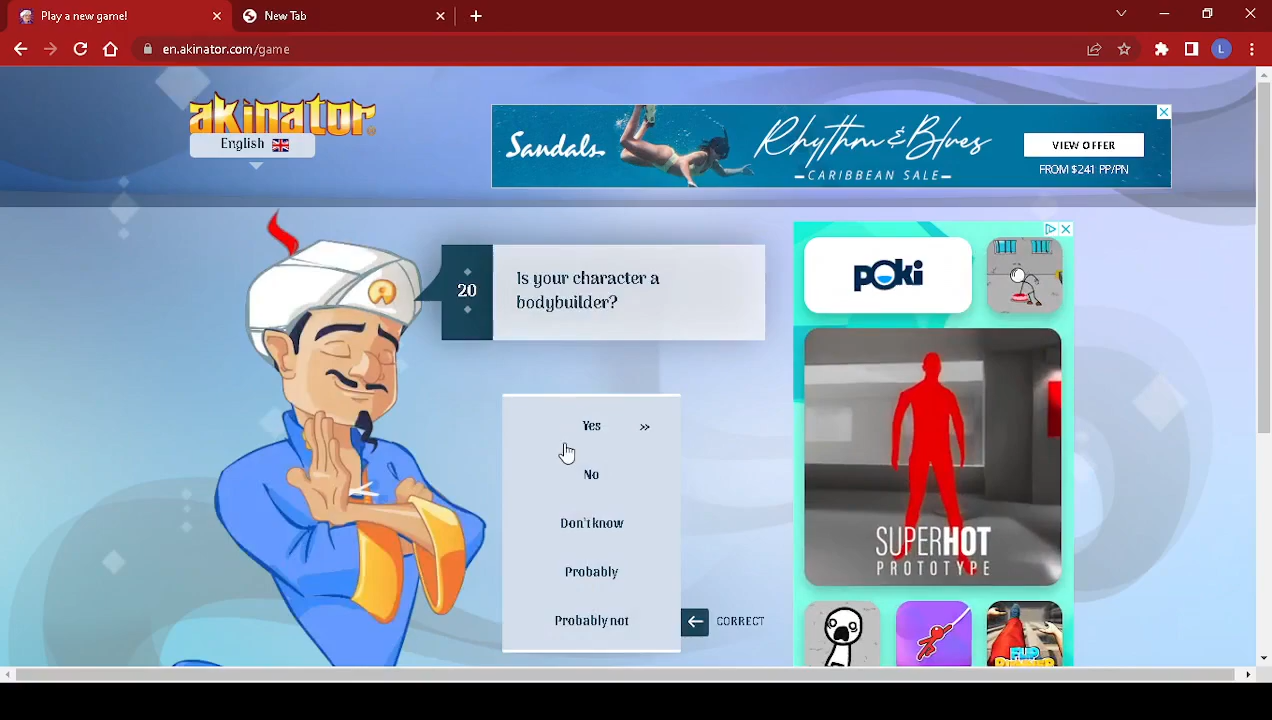 Play a new game!
New Tab
en.akinator.com/game
L
akinator
English
Sandals
Rhythm & Blues
CARIBBEAN SALE
VIEW OFFER
FROM $241 PP/PN
20
Is your character a
bodybuilder?
Yes
No
Don't know
Probably
Probably not
CORRECT
POKI
SUPERHOT
PROTOTYPE
FLIP
RUNNER